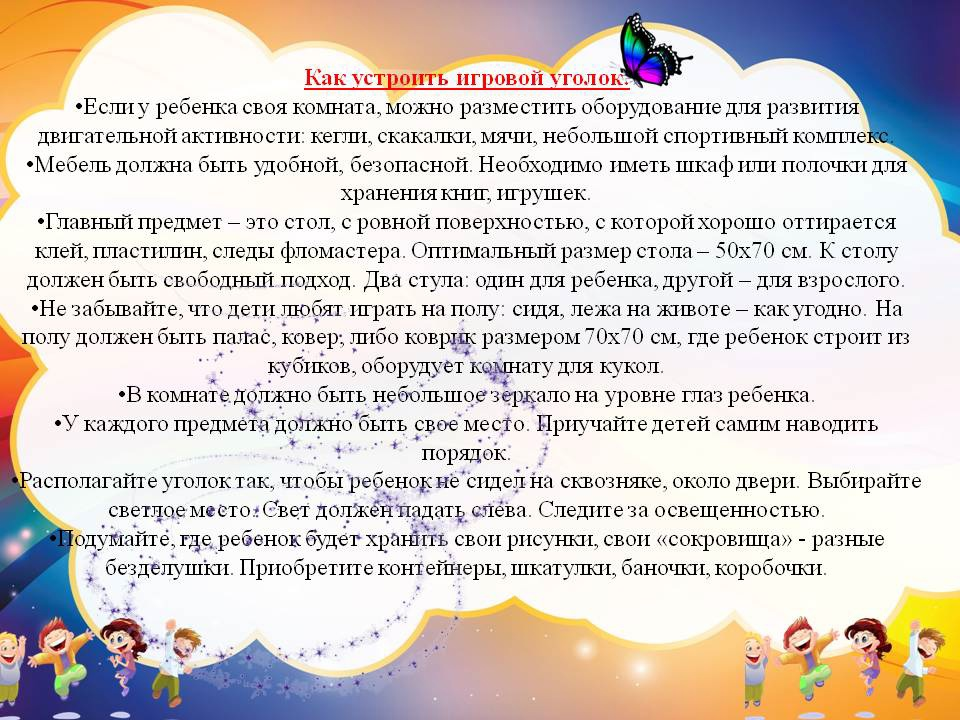 Как устроить игровой уголок.
•Если у ребенка своя комната, можно разместить оборудование для развития
двигательной активности: кегли, скакалки, мячи, небольшой спортивный комплекс.
•Мебель должна быть удобной, безопасной. Необходимо иметь шкаф или полочки для
хранения книг, игрушек.
•Главный предмет – это стол, с ровной поверхностью, с которой хорошо оттирается
клей, пластилин, следы фломастера. Оптимальный размер стола – 50х70 см. К столу
должен быть свободный подход. Два стула: один для ребенка, другой – для взрослого.
•Не забывайте, что дети любят играть на полу: сидя, лежа на животе – как угодно. На
полу должен быть палас, ковер, либо коврик размером 70х70 см, где ребенок строит из
кубиков, оборудует комнату для кукол.
•В комнате должно быть небольшое зеркало на уровне глаз ребенка.
•У каждого предмета должно быть свое место. Приучайте детей самим наводить
порядок.
•Располагайте уголок так, чтобы ребенок не сидел на сквозняке, около двери. Выбирайте
светлое место. Свет должен падать слева. Следите за освещенностью.
•Подумайте, где ребенок будет хранить свои рисунки, свои «сокровища» - разные
безделушки. Приобретите контейнеры, шкатулки, баночки, коробочки.